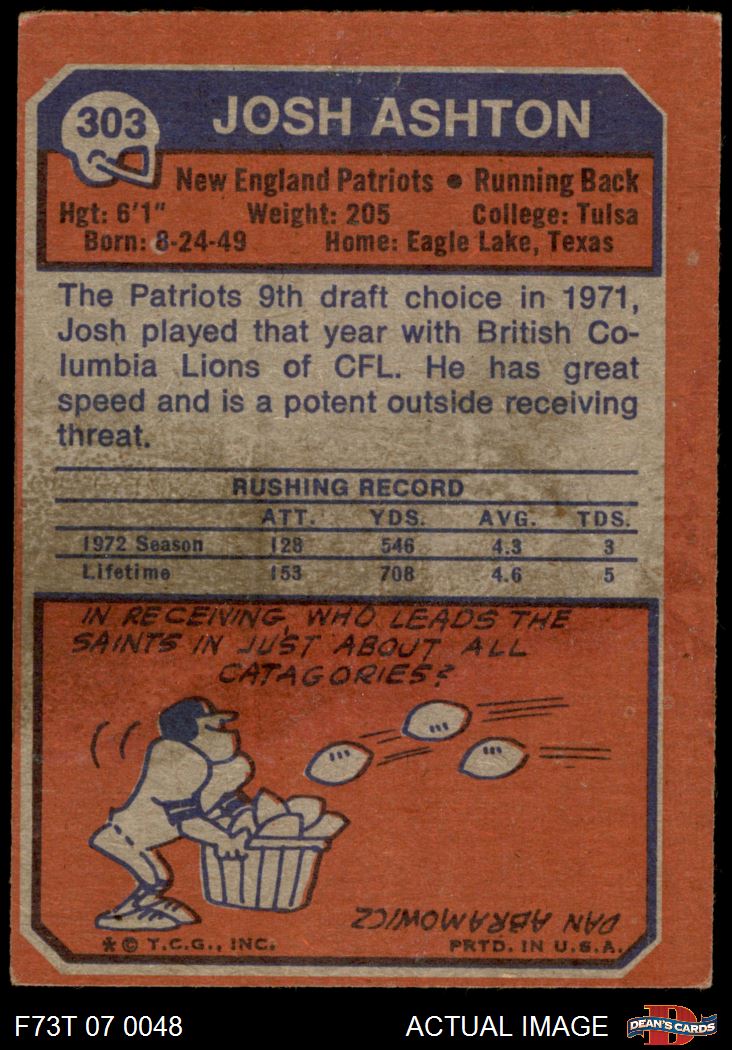 303
JOSH ASHTON
New England Patriots • Running Back
Hgt: 6'1" Weight: 205 College: Tulsa
Born: 8-24-49 Home: Eagle Lake, Texas
The Patriots 9th draft choice in 1971,
Josh played that year with British Co-
lumbia Lions of CFL. He has great
speed and is a potent outside receiving
threat.
RUSHING RECORD
ATT. YDS. AVG. TDS.
1972 Season 128 546 4.3 3
Lifetime 153 708 4.6 5
IN RECEIVING, WHO LEADS THE
SAINTS IN JUST ABOUT ALL
CATAGORIES?
DAN ABRAMOWICZ
* © T.C.G., INC. PRTD. IN U.S.A.
F73T 07 0048 ACTUAL IMAGE DEAN'S CARDS